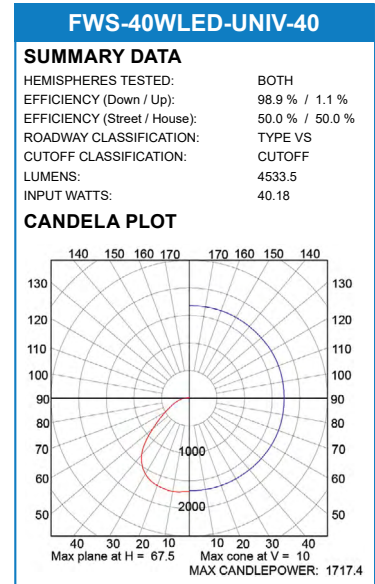 FWS-40WLED-UNIV-40
SUMMARY DATA
HEMISPHERES TESTED: BOTH
EFFICIENCY (Down / Up): 98.9 % / 1.1 %
EFFICIENCY (Street / House): 50.0 % / 50.0 %
ROADWAY CLASSIFICATION: TYPE VS
CUTOFF CLASSIFICATION: CUTOFF
LUMENS: 4533.5
INPUT WATTS: 40.18
CANDELA PLOT
140 150 160 170 170 160 150 140
130 130
120 120
110 110
100 100
90 90
80 80
70 70
1000
60 60
2000
50 50
40 30 20 10 10 20 30 40
Max plane at H = 67.5 Max cone at V = 10
MAX CANDLEPOWER: 1717.4